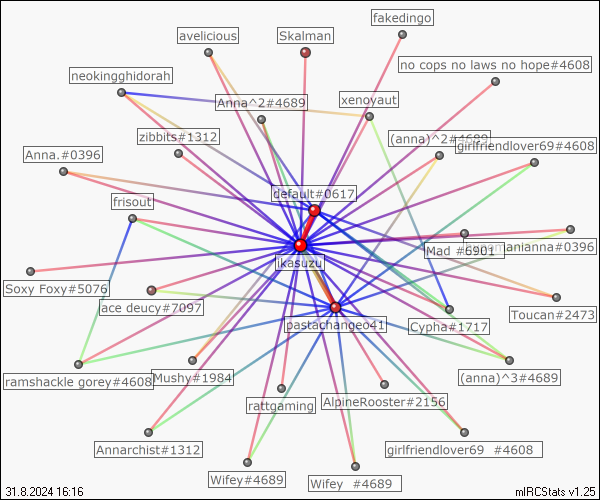 fakedingo
avelicious
Skalman
no cops no laws no hope#4608
neokingghidorah
Anna^2#4689
xenoyaut
zibbits#1312
(anna)^2#4689
girlfriendlover69#4608
Anna.#0396
default#0617
frisout
Mad #6901
manianna#0396
ikasuzu
Soxy Foxy#5076
ace deucy#7097
Toucan#2473
pastachangeo41
Cypha#1717
ramshackle gorey#4608
Mushy#1984
(anna)^3#4689
rattgaming
AlpineRooster#2156
Annarchist#1312
girlfriendlover69 #4608
Wifey#4689
Wifey #4689
31.8.2024 16:16
mIRCStats v1.25